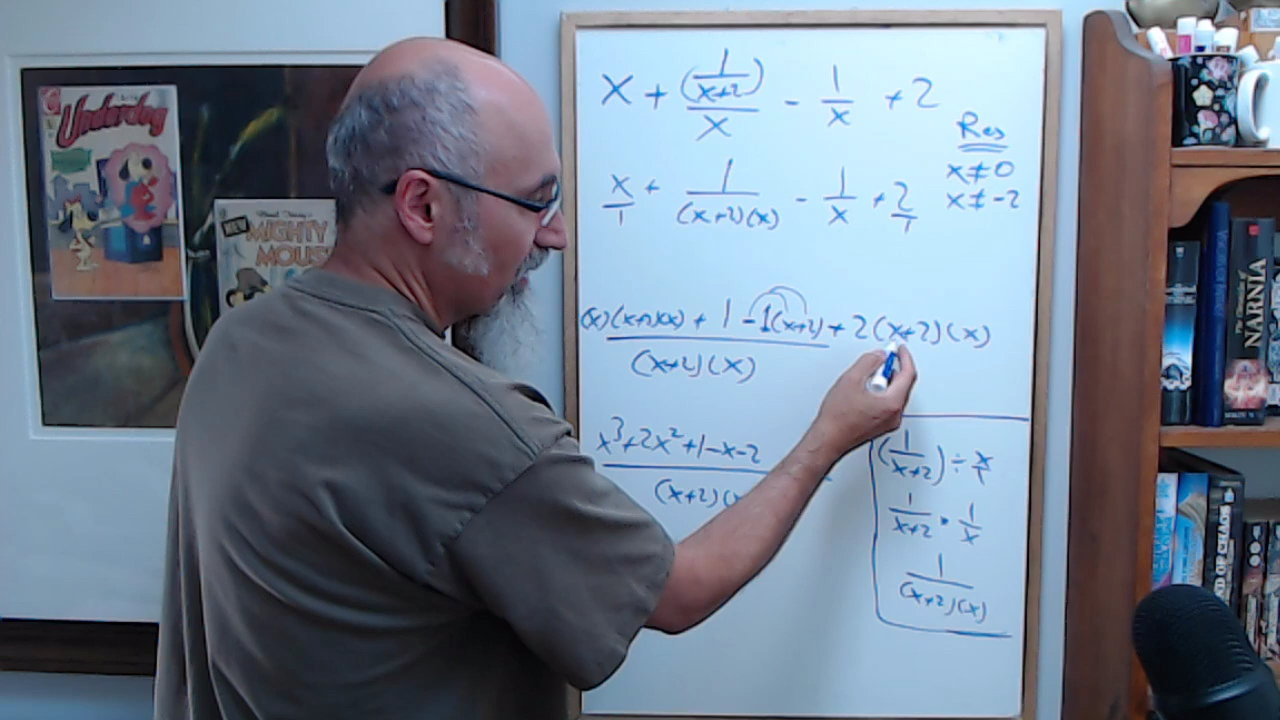 Underdog
NEW
MIGHTY
MOUSE
x + (1/(x+2))/x - 1/x + 2
Res
x≠0
x≠-2
x/1 + 1/((x+2)(x)) - 1/x + 2/1
(x)(x+2)(x) + 1 - 1(x+2) + 2(x+2)(x)
(x+2)(x)
x³+2x²+1-x-2
(x+2)(x
(1/(x+2)) ÷ x/1
1/(x+2) · 1/x
1/((x+2)(x))
NARNIA